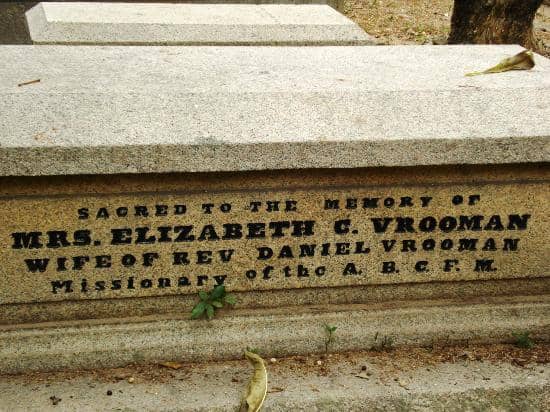 SACRED TO THE MEMORY OF
MRS. ELIZABETH C. VROOMAN
WIFE OF REV DANIEL VROOMAN
Missionary of the A. B. C. F. M.